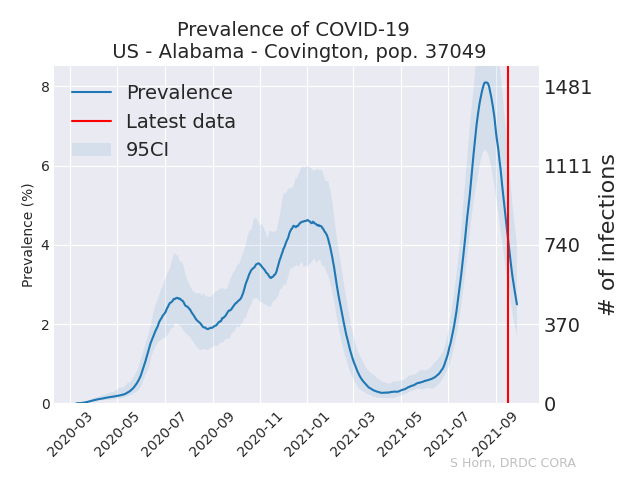 Prevalence of COVID-19
US - Alabama - Covington, pop. 37049
Prevalence
Latest data
95CI
Prevalence (%)
8
6
4
2
0
1481
1111
740
370
0
# of infections
2020-03
2020-05
2020-07
2020-09
2020-11
2021-01
2021-03
2021-05
2021-07
2021-09
S Horn, DRDC CORA